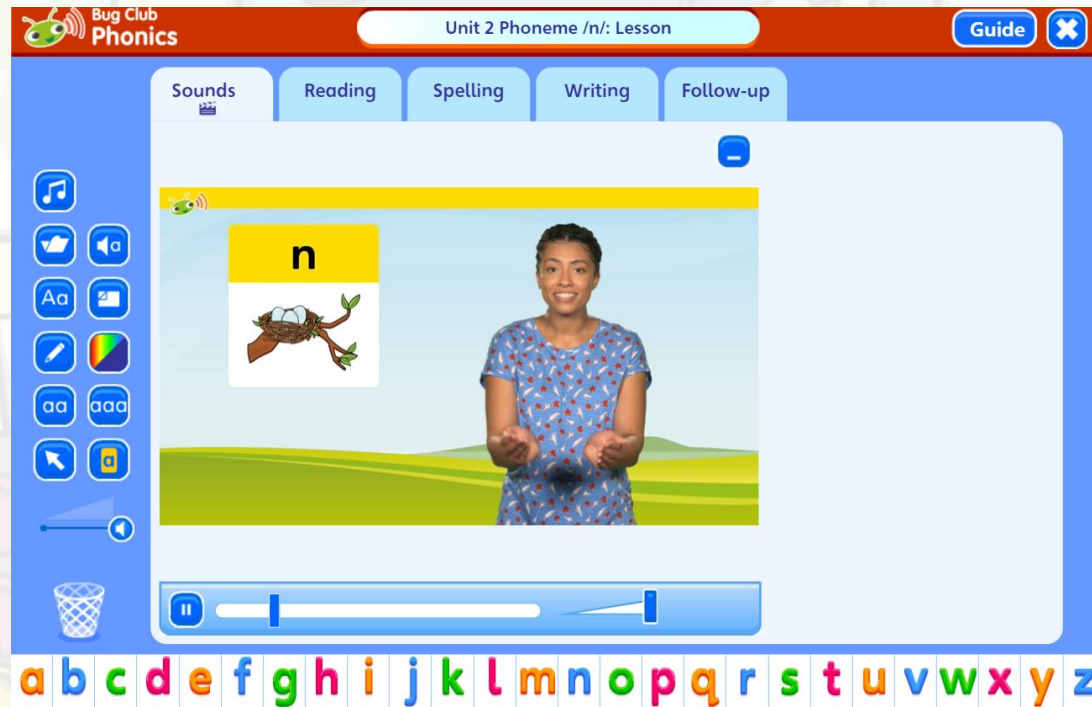 Bug Club
Phonics
Unit 2 Phoneme /n/: Lesson
Guide
Sounds
Reading
Spelling
Writing
Follow-up
n
a
Aa
aa
aaa
a
a b c d e f g h i j k l m n o p q r s t u v w x y z